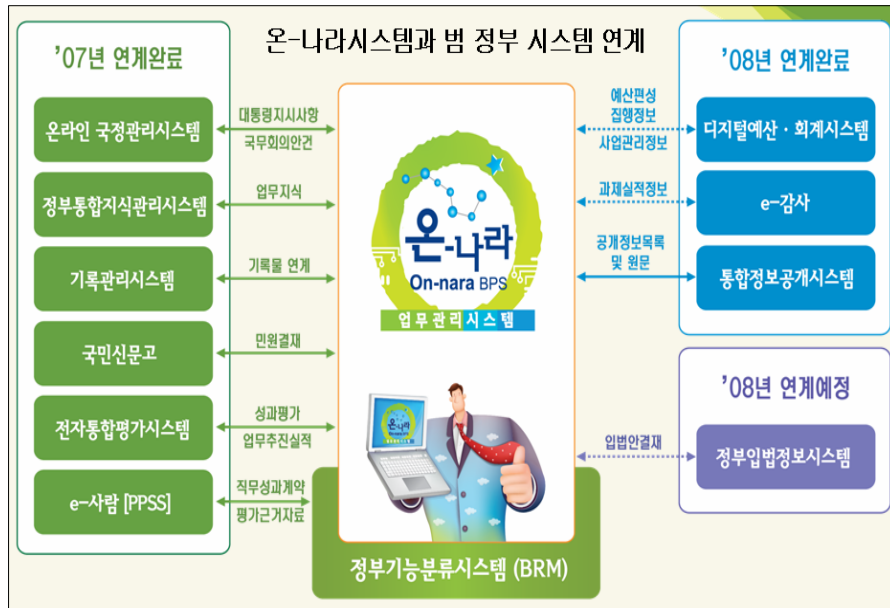 온-나라시스템과 범 정부 시스템 연계
'07년 연계완료
온라인 국정관리시스템
대통령지시사항
국무회의안건
정부통합지식관리시스템
업무지식
기록관리시스템
기록물 연계
국민신문고
민원결재
전자통합평가시스템
성과평가
업무추진실적
e-사람 [PPSS]
직무성과계약
평가근거자료
온-나라
On-nara BPS
업무관리시스템
온-나라
정부기능분류시스템 (BRM)
'08년 연계완료
예산편성
집행정보
사업관리정보
디지털예산 · 회계시스템
과제실적정보
e-감사
공개정보목록
및 원문
통합정보공개시스템
'08년 연계예정
입법안결재
정부입법정보시스템